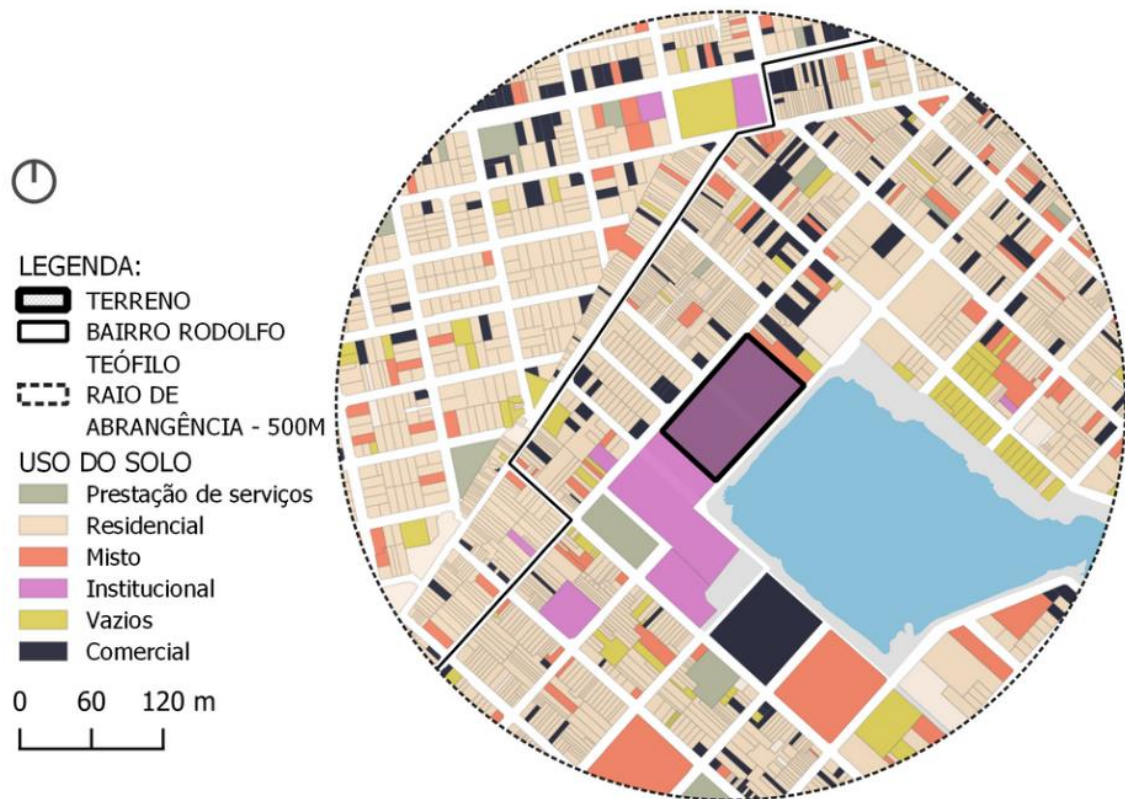 LEGENDA:
TERRENO
BAIRRO RODOLFO
TEÓFILO
RAIO DE
ABRANGÊNCIA - 500M
USO DO SOLO
Prestação de serviços
Residencial
Misto
Institucional
Vazios
Comercial
0 60 120 m